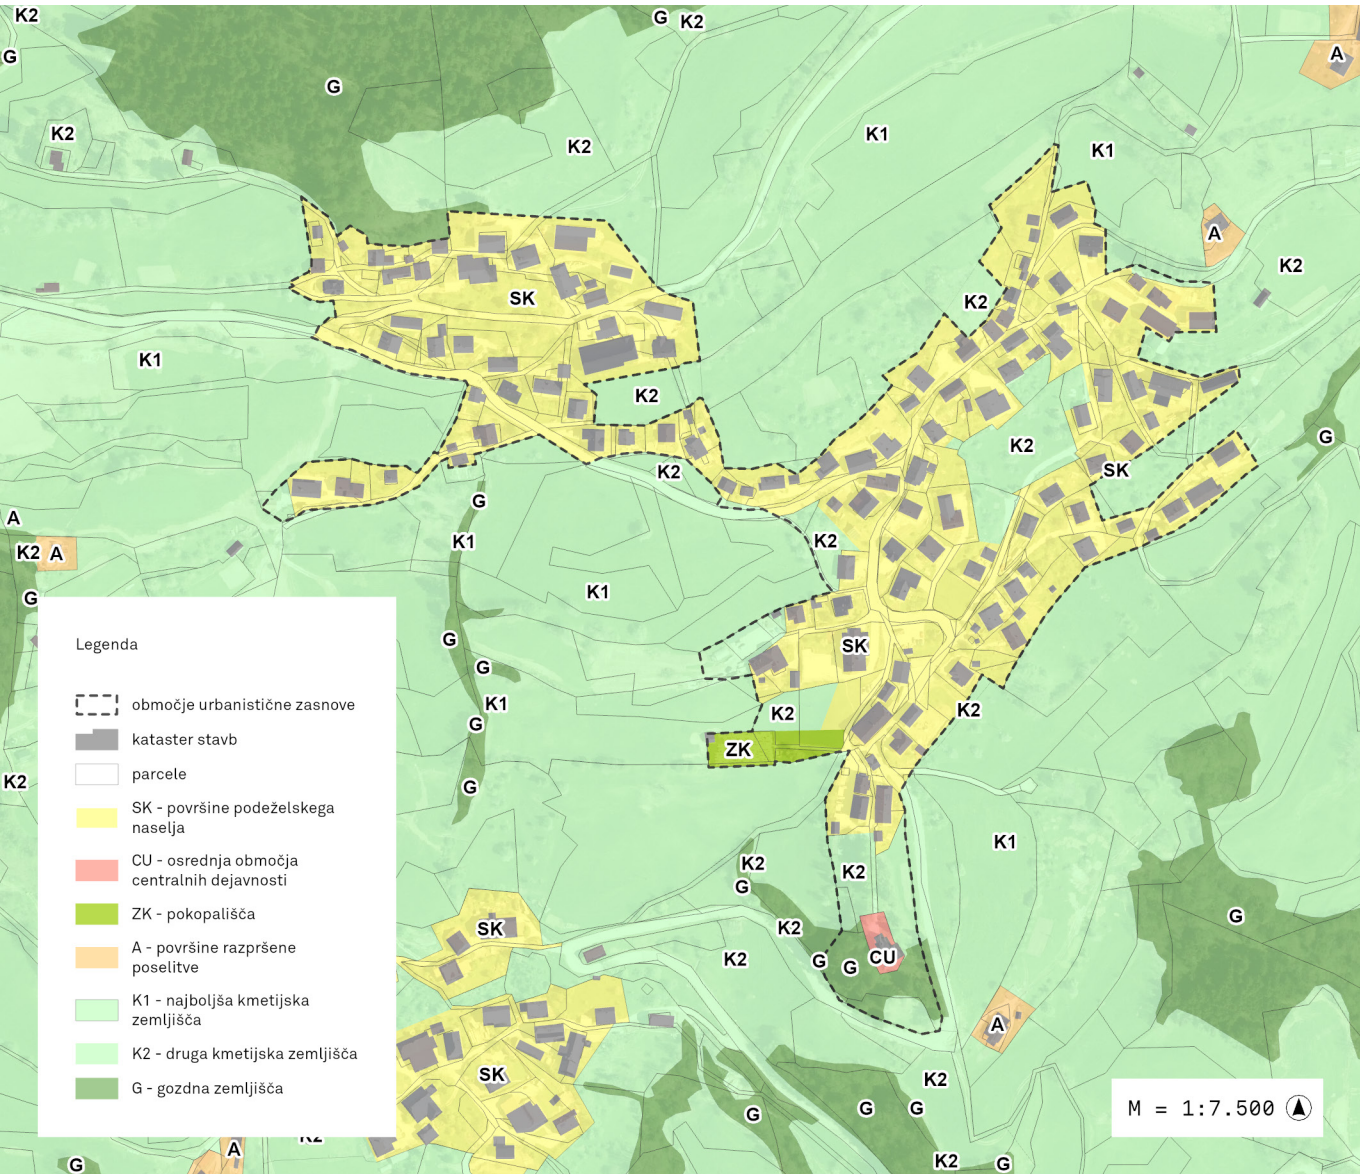 K2
G
K2
G
G
A
K2
K2
K1
K1
A
K2
SK
K2
K1
K2
K2
G
K2
SK
G
A
K1
K2
K2
A
K1
G
G
SK
G
K1
K2
K2
G
ZK
K2
G
K1
K2
K2
G
G
SK
K2
K2
G
G
CU
A
SK
K2
G
G
G
K2
A
K2
G
G
Legenda
območje urbanistične zasnove
kataster stavb
parcele
SK - površine podeželskega
naselja
CU - osrednja območja
centralnih dejavnosti
ZK - pokopališča
A - površine razpršene
poselitve
K1 - najboljša kmetijska
zemljišča
K2 - druga kmetijska zemljišča
G - gozdna zemljišča
M = 1:7.500